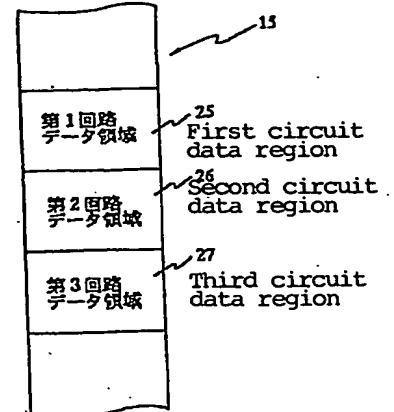 15
第1回路
データ領域
25
First circuit
data region
第2回路
データ領域
26
Second circuit
data region
第3回路
データ領域
27
Third circuit
data region